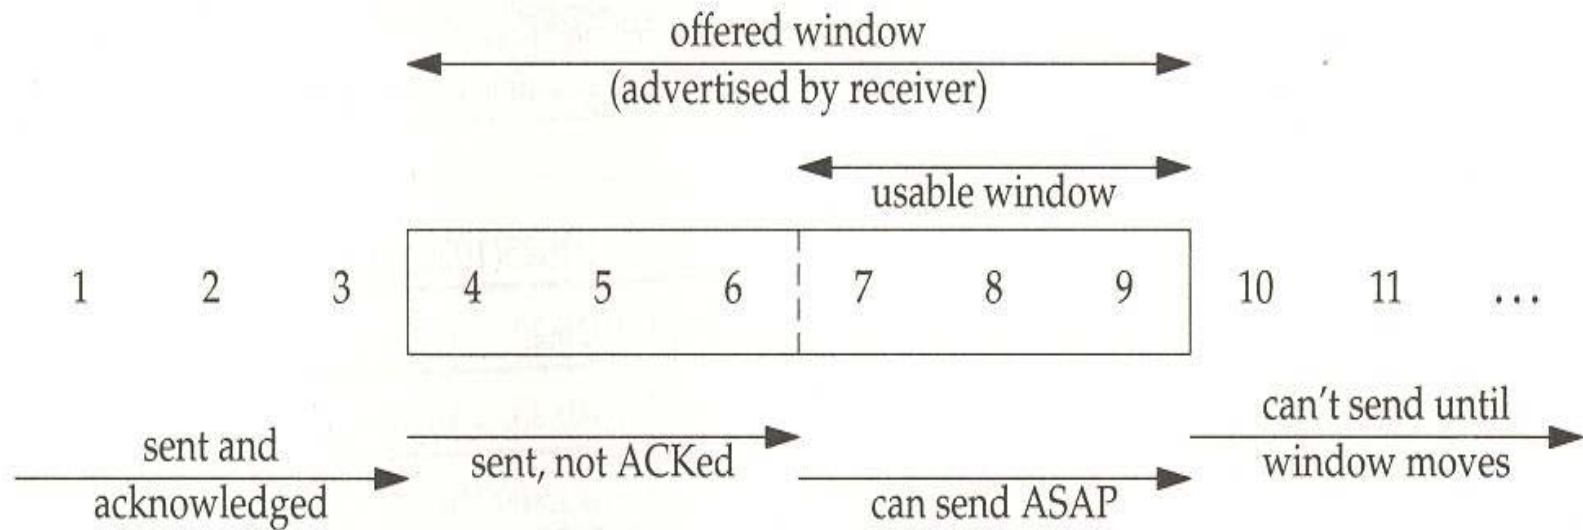 offered window
(advertised by receiver)
usable window
1 2 3 4 5 6 7 8 9 10 11 ...
can't send until
window moves
sent and
acknowledged
sent, not ACKed
can send ASAP